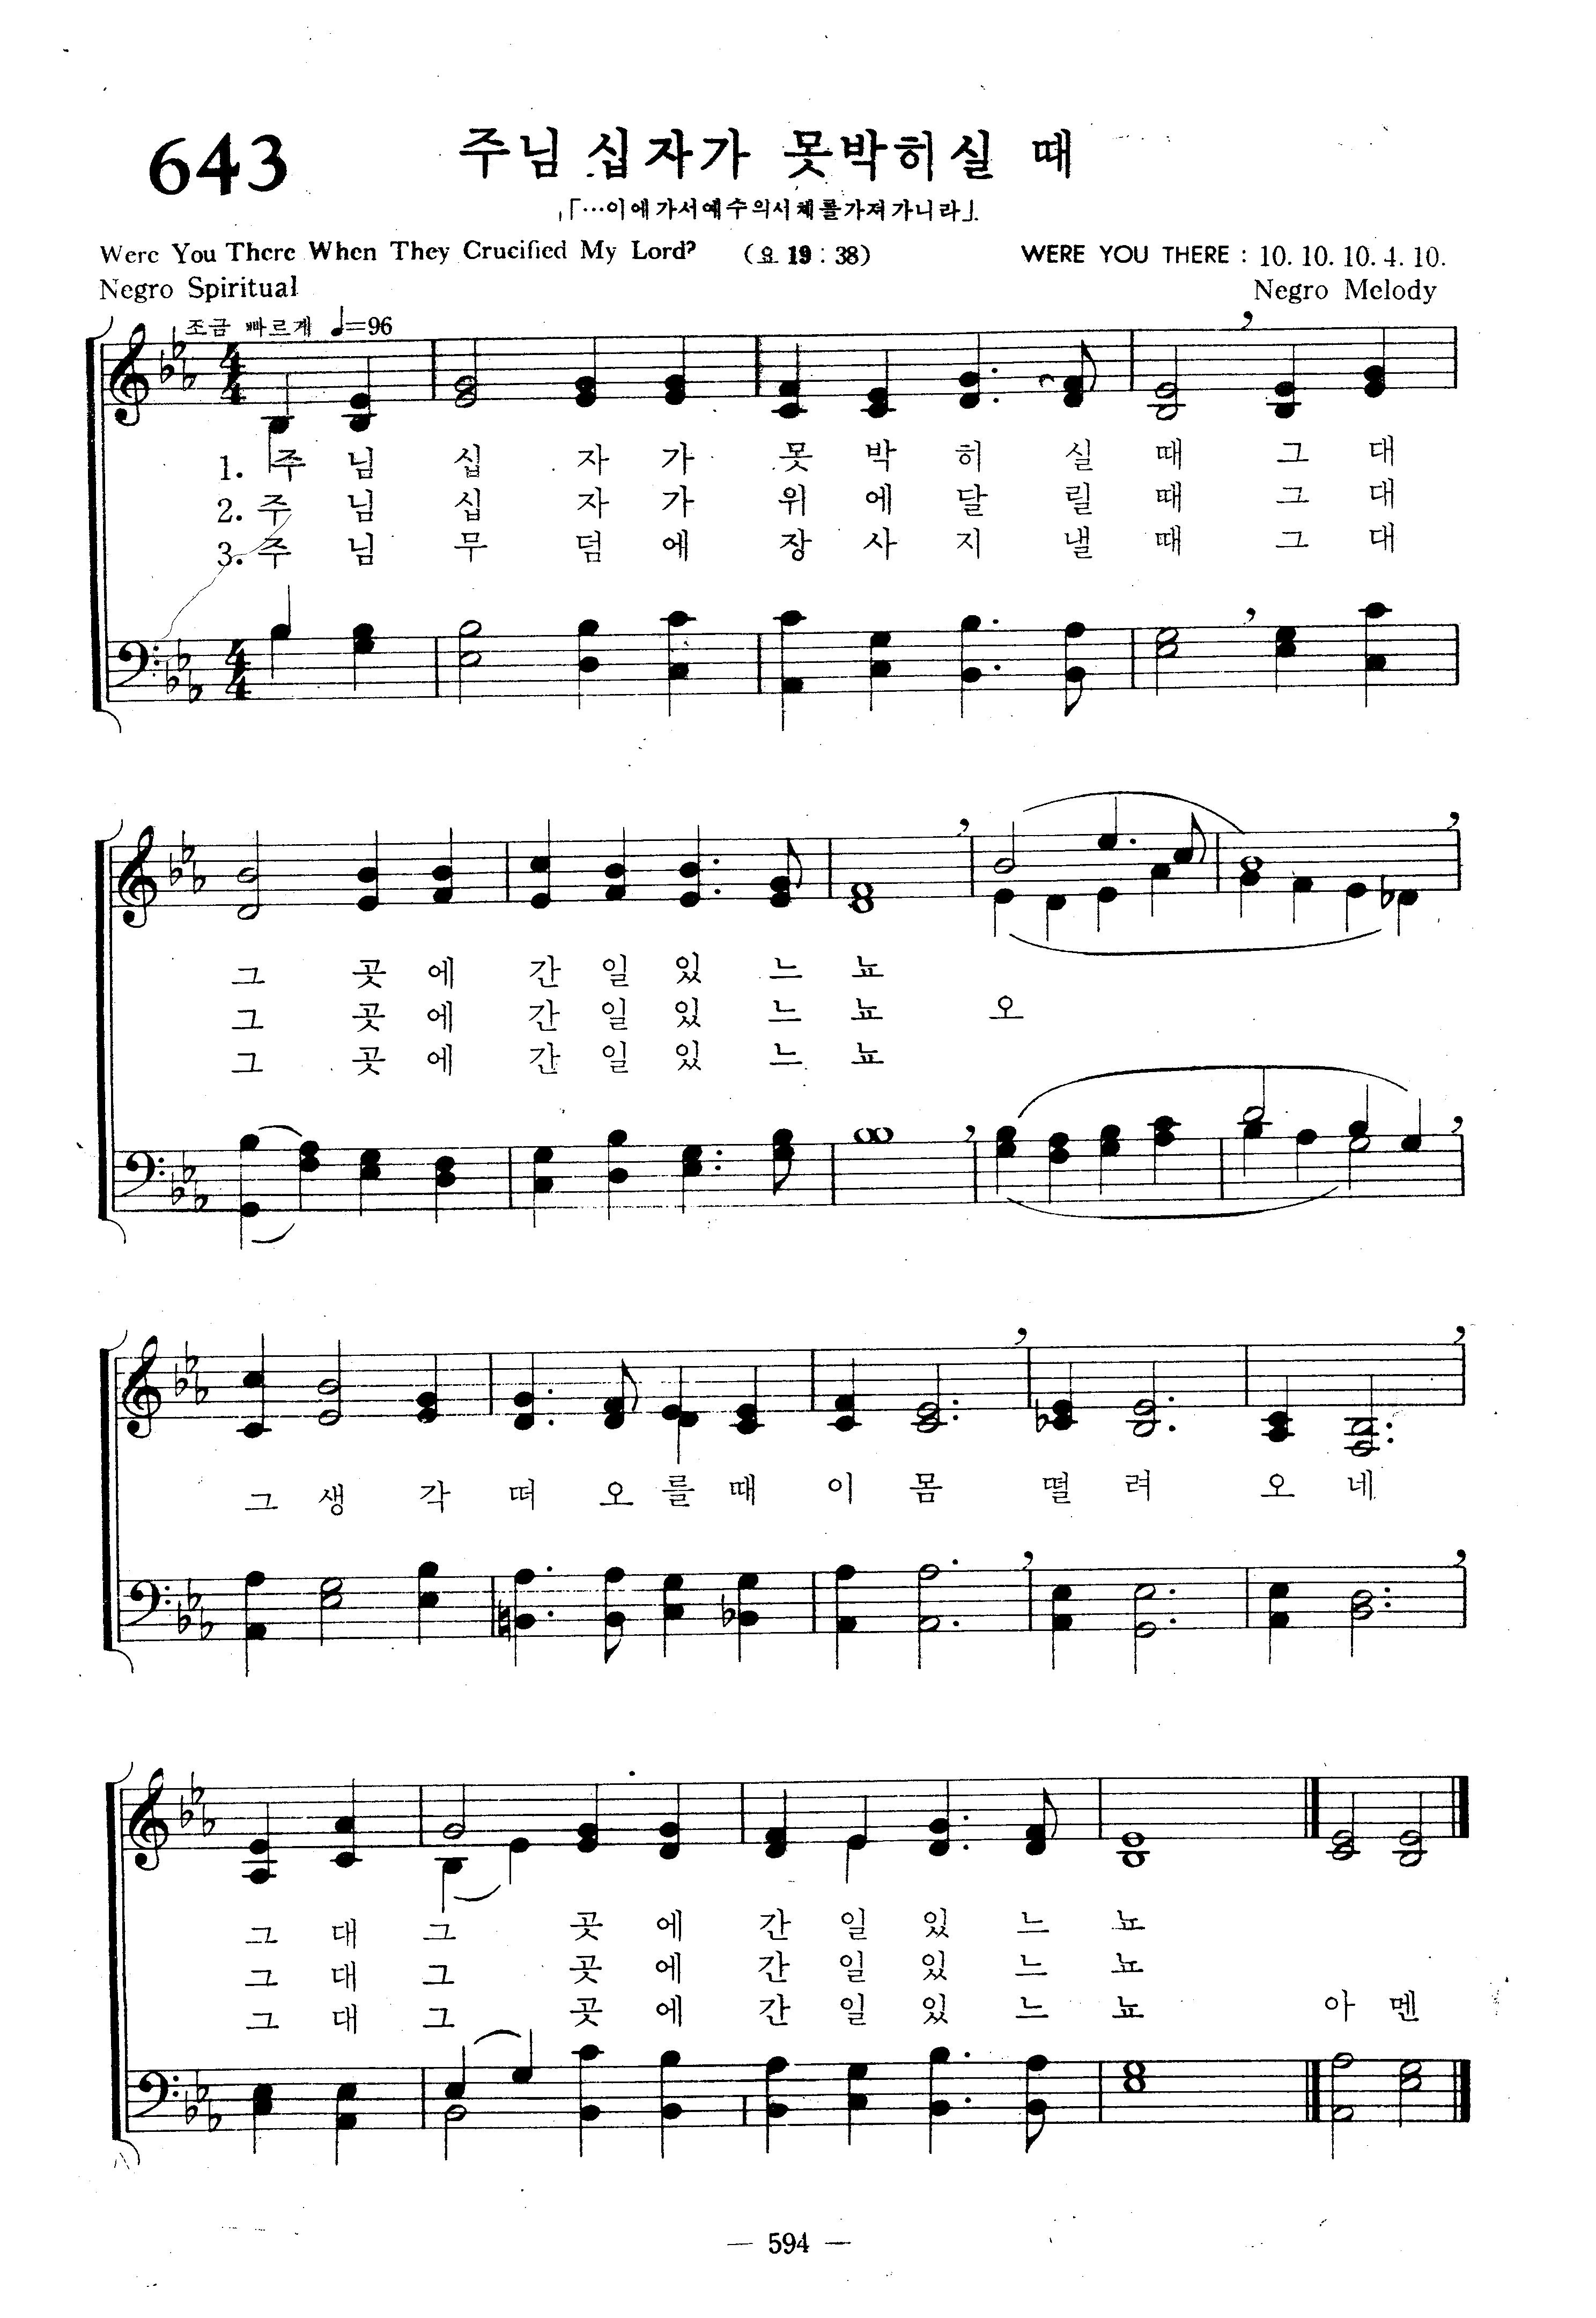 643
주님 십자가 못박히실 때
「…이에가서예수의시체를가져가니라」
Were You There When They Crucified My Lord? (요 19 : 38) WERE YOU THERE : 10. 10. 10. 4. 10.
Negro Spiritual Negro Melody
조금 빠르게 ♩=96
1. 주 님 십 자 가 못 박 히 실 때 그 대
2. 주 님 십 자 가 위 에 달 릴 때 그 대
3. 주 님 무 덤 에 장 사 지 낼 때 그 대
그 곳 에 간 일 있 느 뇨
그 곳 에 간 일 있 느 뇨 오
그 곳 에 간 일 있 느 뇨
그 생 각 떠 오 를 때 이 몸 떨 려 오 네
그 대 그 곳 에 간 일 있 느 뇨
그 대 그 곳 에 간 일 있 느 뇨
그 대 그 곳 에 간 일 있 느 뇨 아 멘
— 594 —